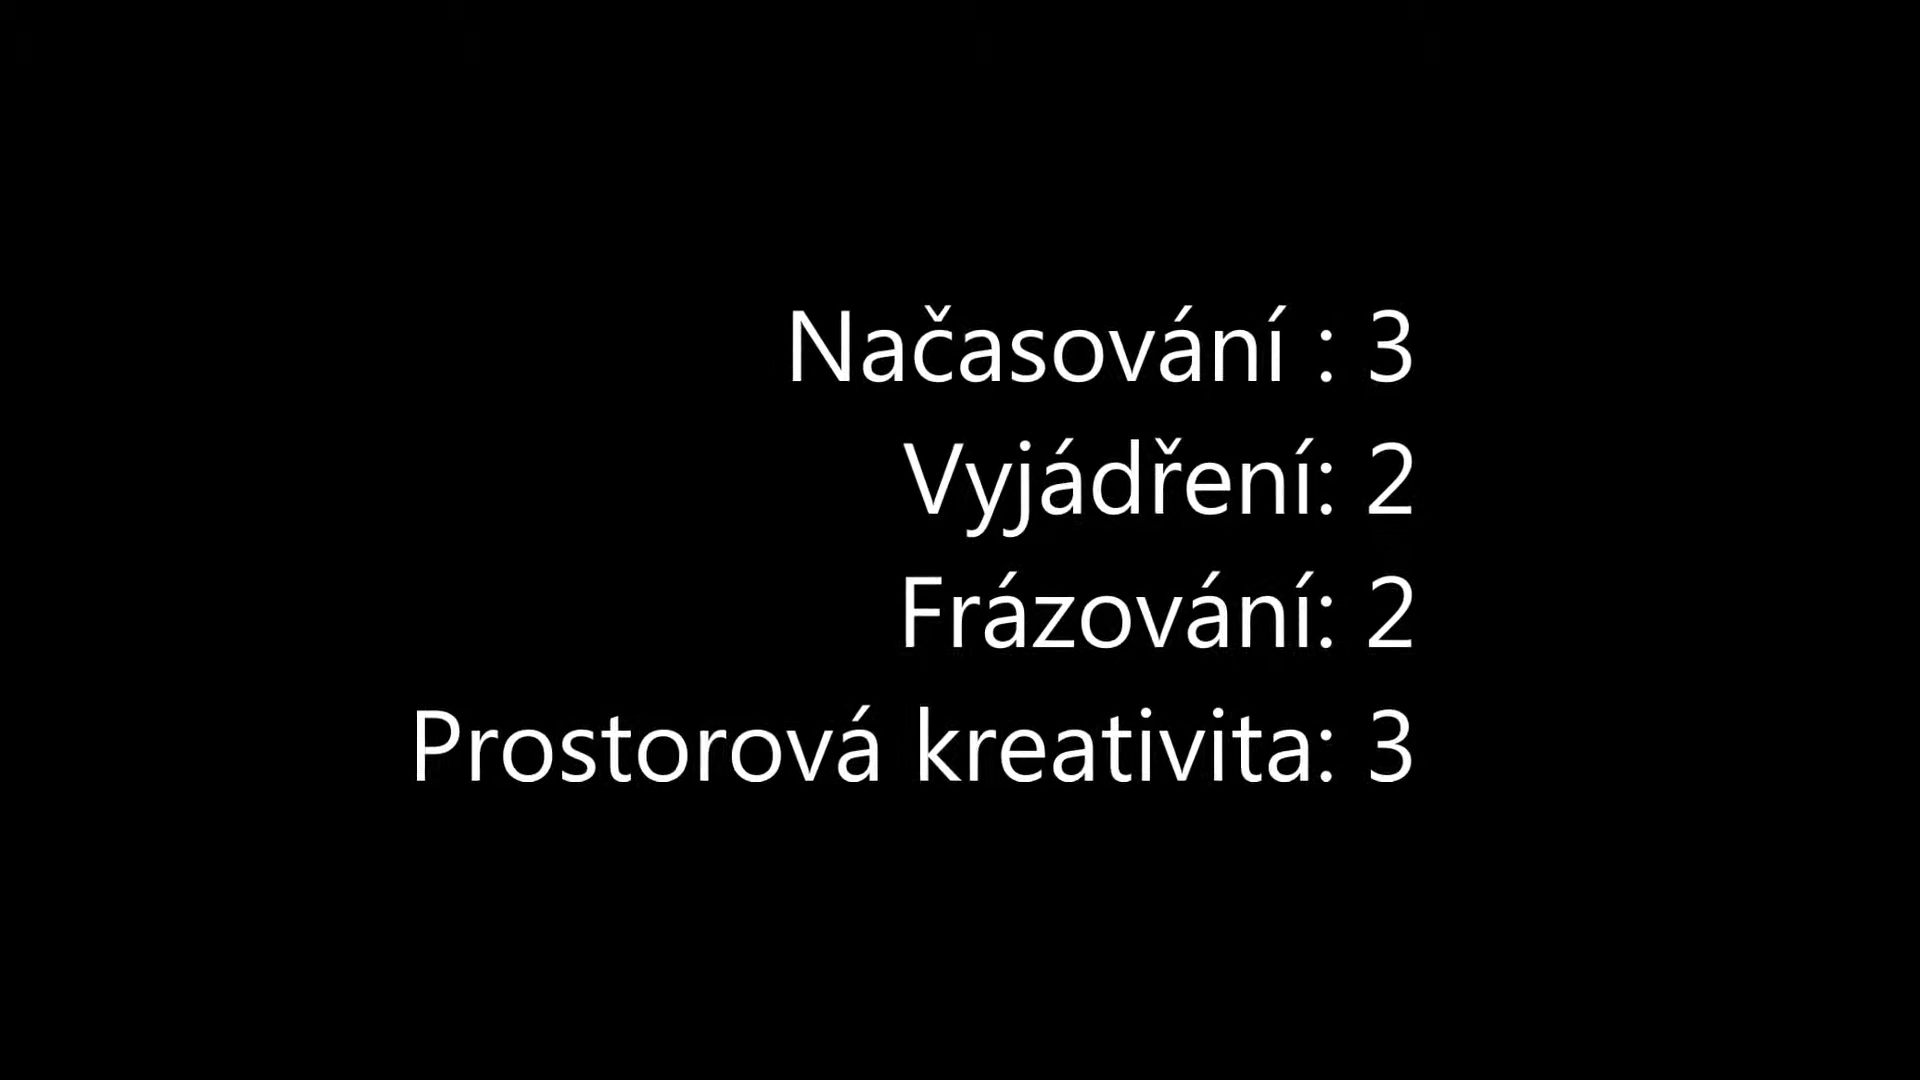 Načasování : 3
Vyjádření: 2
Frázování: 2
Prostorová kreativita: 3